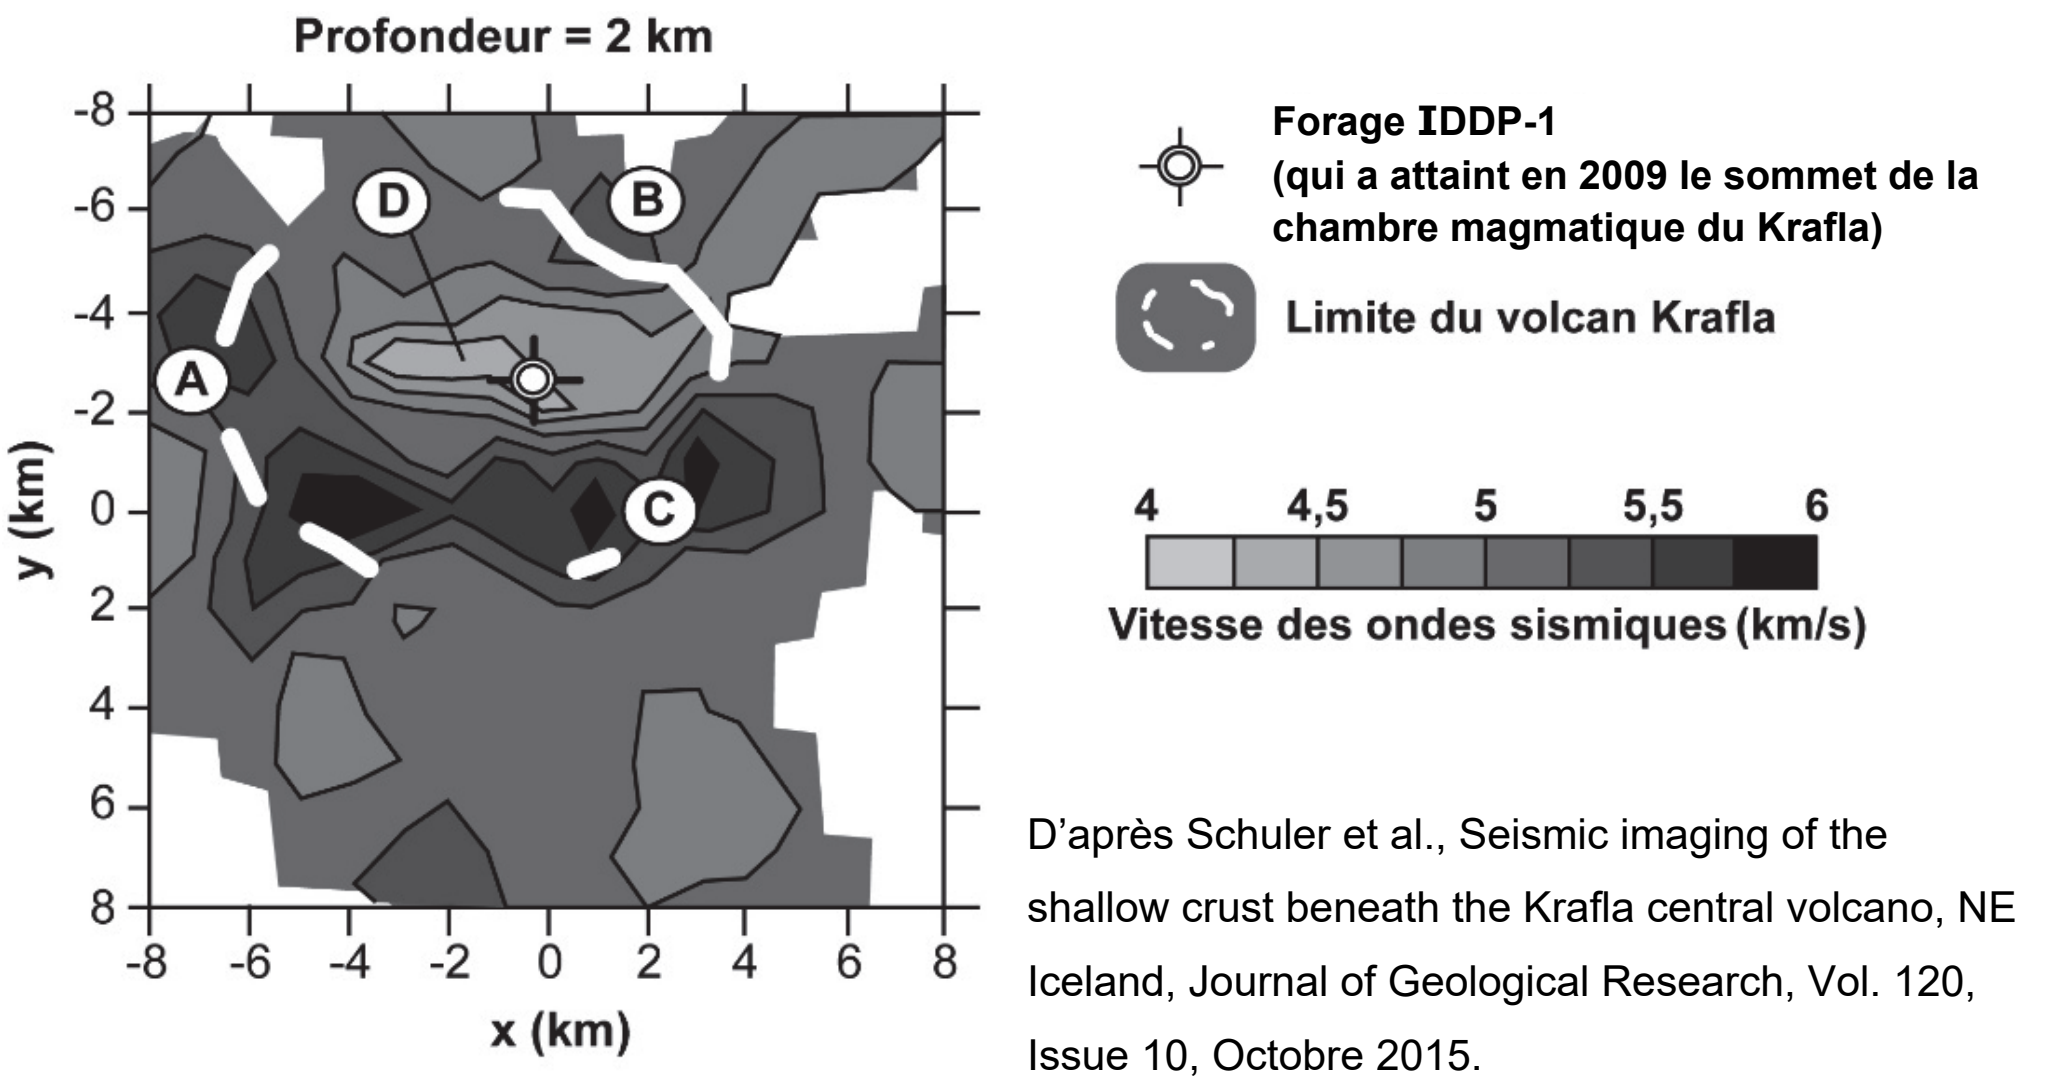 Profondeur = 2 km
-8
-6
-4
-2
0
2
4
6
8
y (km)
-8 -6 -4 -2 0 2 4 6 8
x (km)
D
B
A
C
Forage IDDP-1
(qui a attaint en 2009 le sommet de la
chambre magmatique du Krafla)
Limite du volcan Krafla
4 4,5 5 5,5 6
Vitesse des ondes sismiques (km/s)
D’après Schuler et al., Seismic imaging of the
shallow crust beneath the Krafla central volcano, NE
Iceland, Journal of Geological Research, Vol. 120,
Issue 10, Octobre 2015.